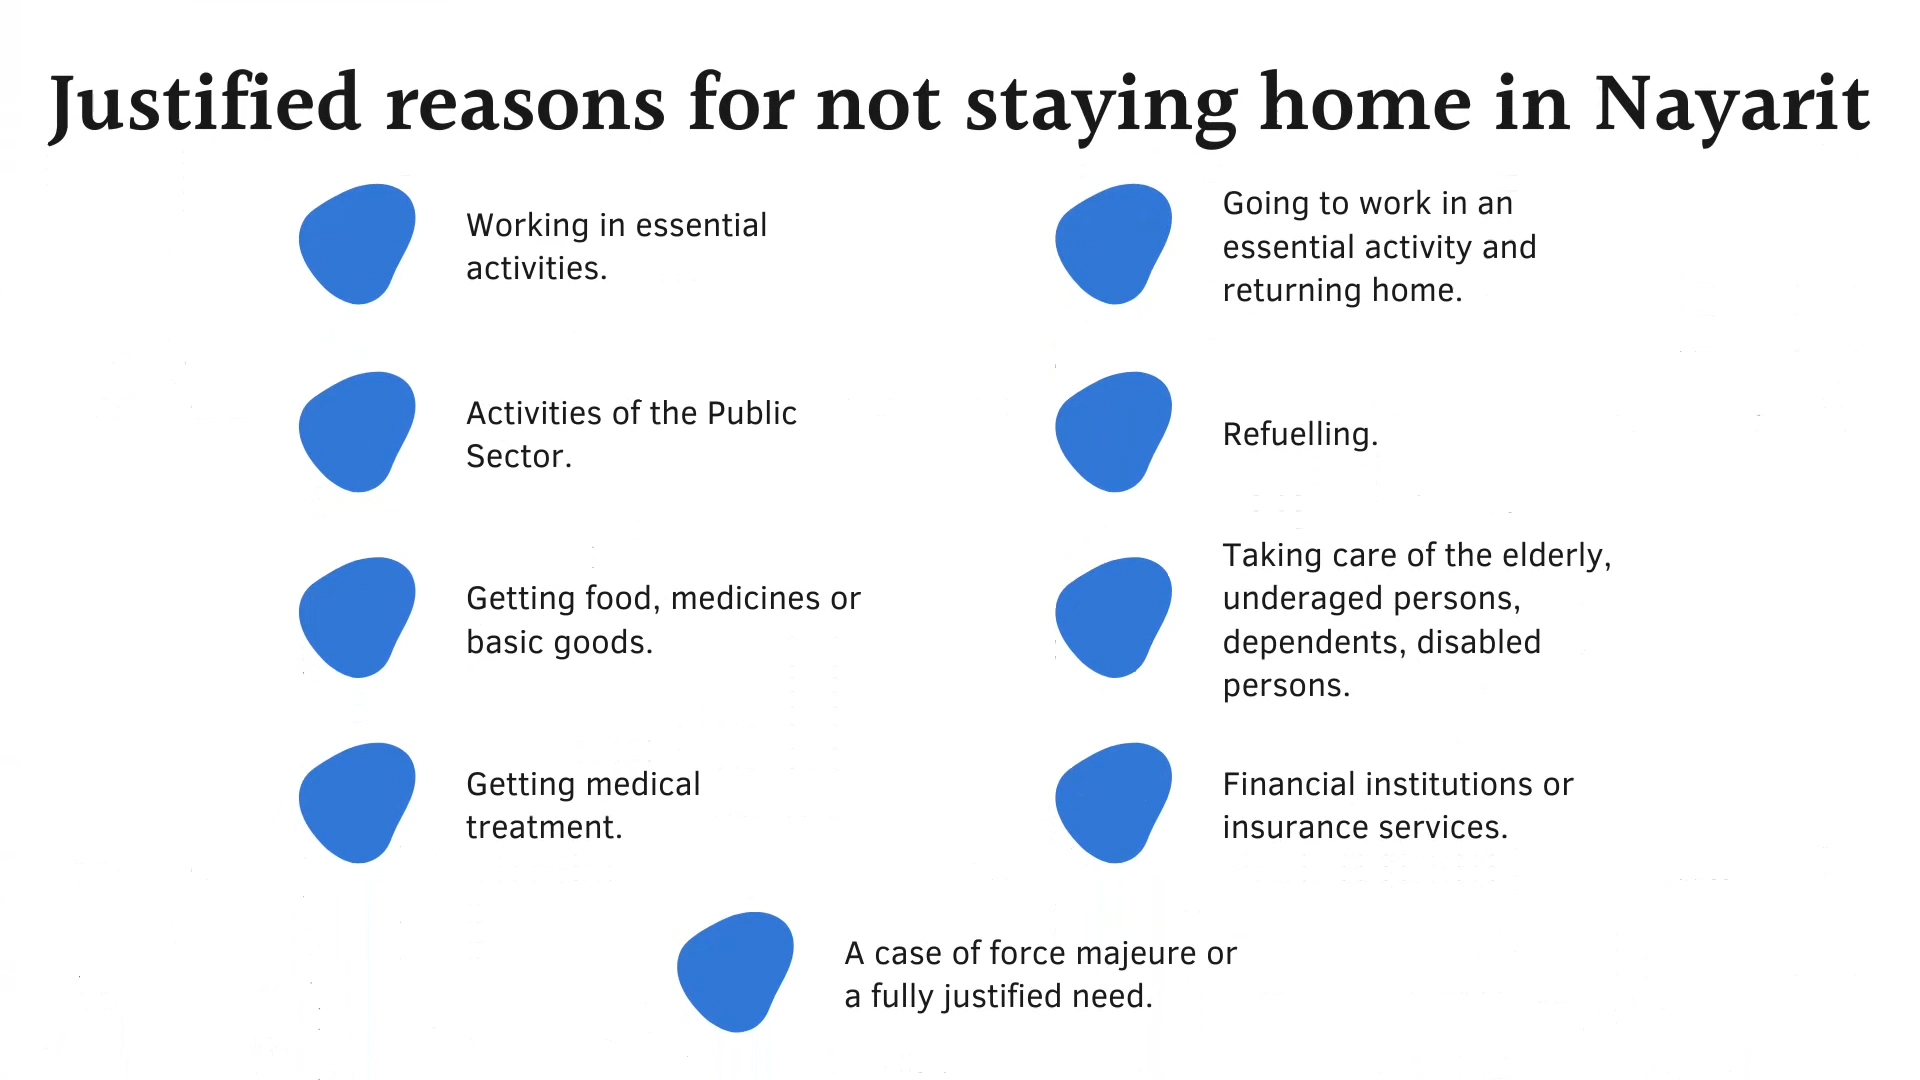 Justified reasons for not staying home in Nayarit
Working in essential
activities.
Going to work in an
essential activity and
returning home.
Activities of the Public
Sector.
Refuelling.
Getting food, medicines or
basic goods.
Taking care of the elderly,
underaged persons,
dependents, disabled
persons.
Getting medical
treatment.
Financial institutions or
insurance services.
A case of force majeure or
a fully justified need.